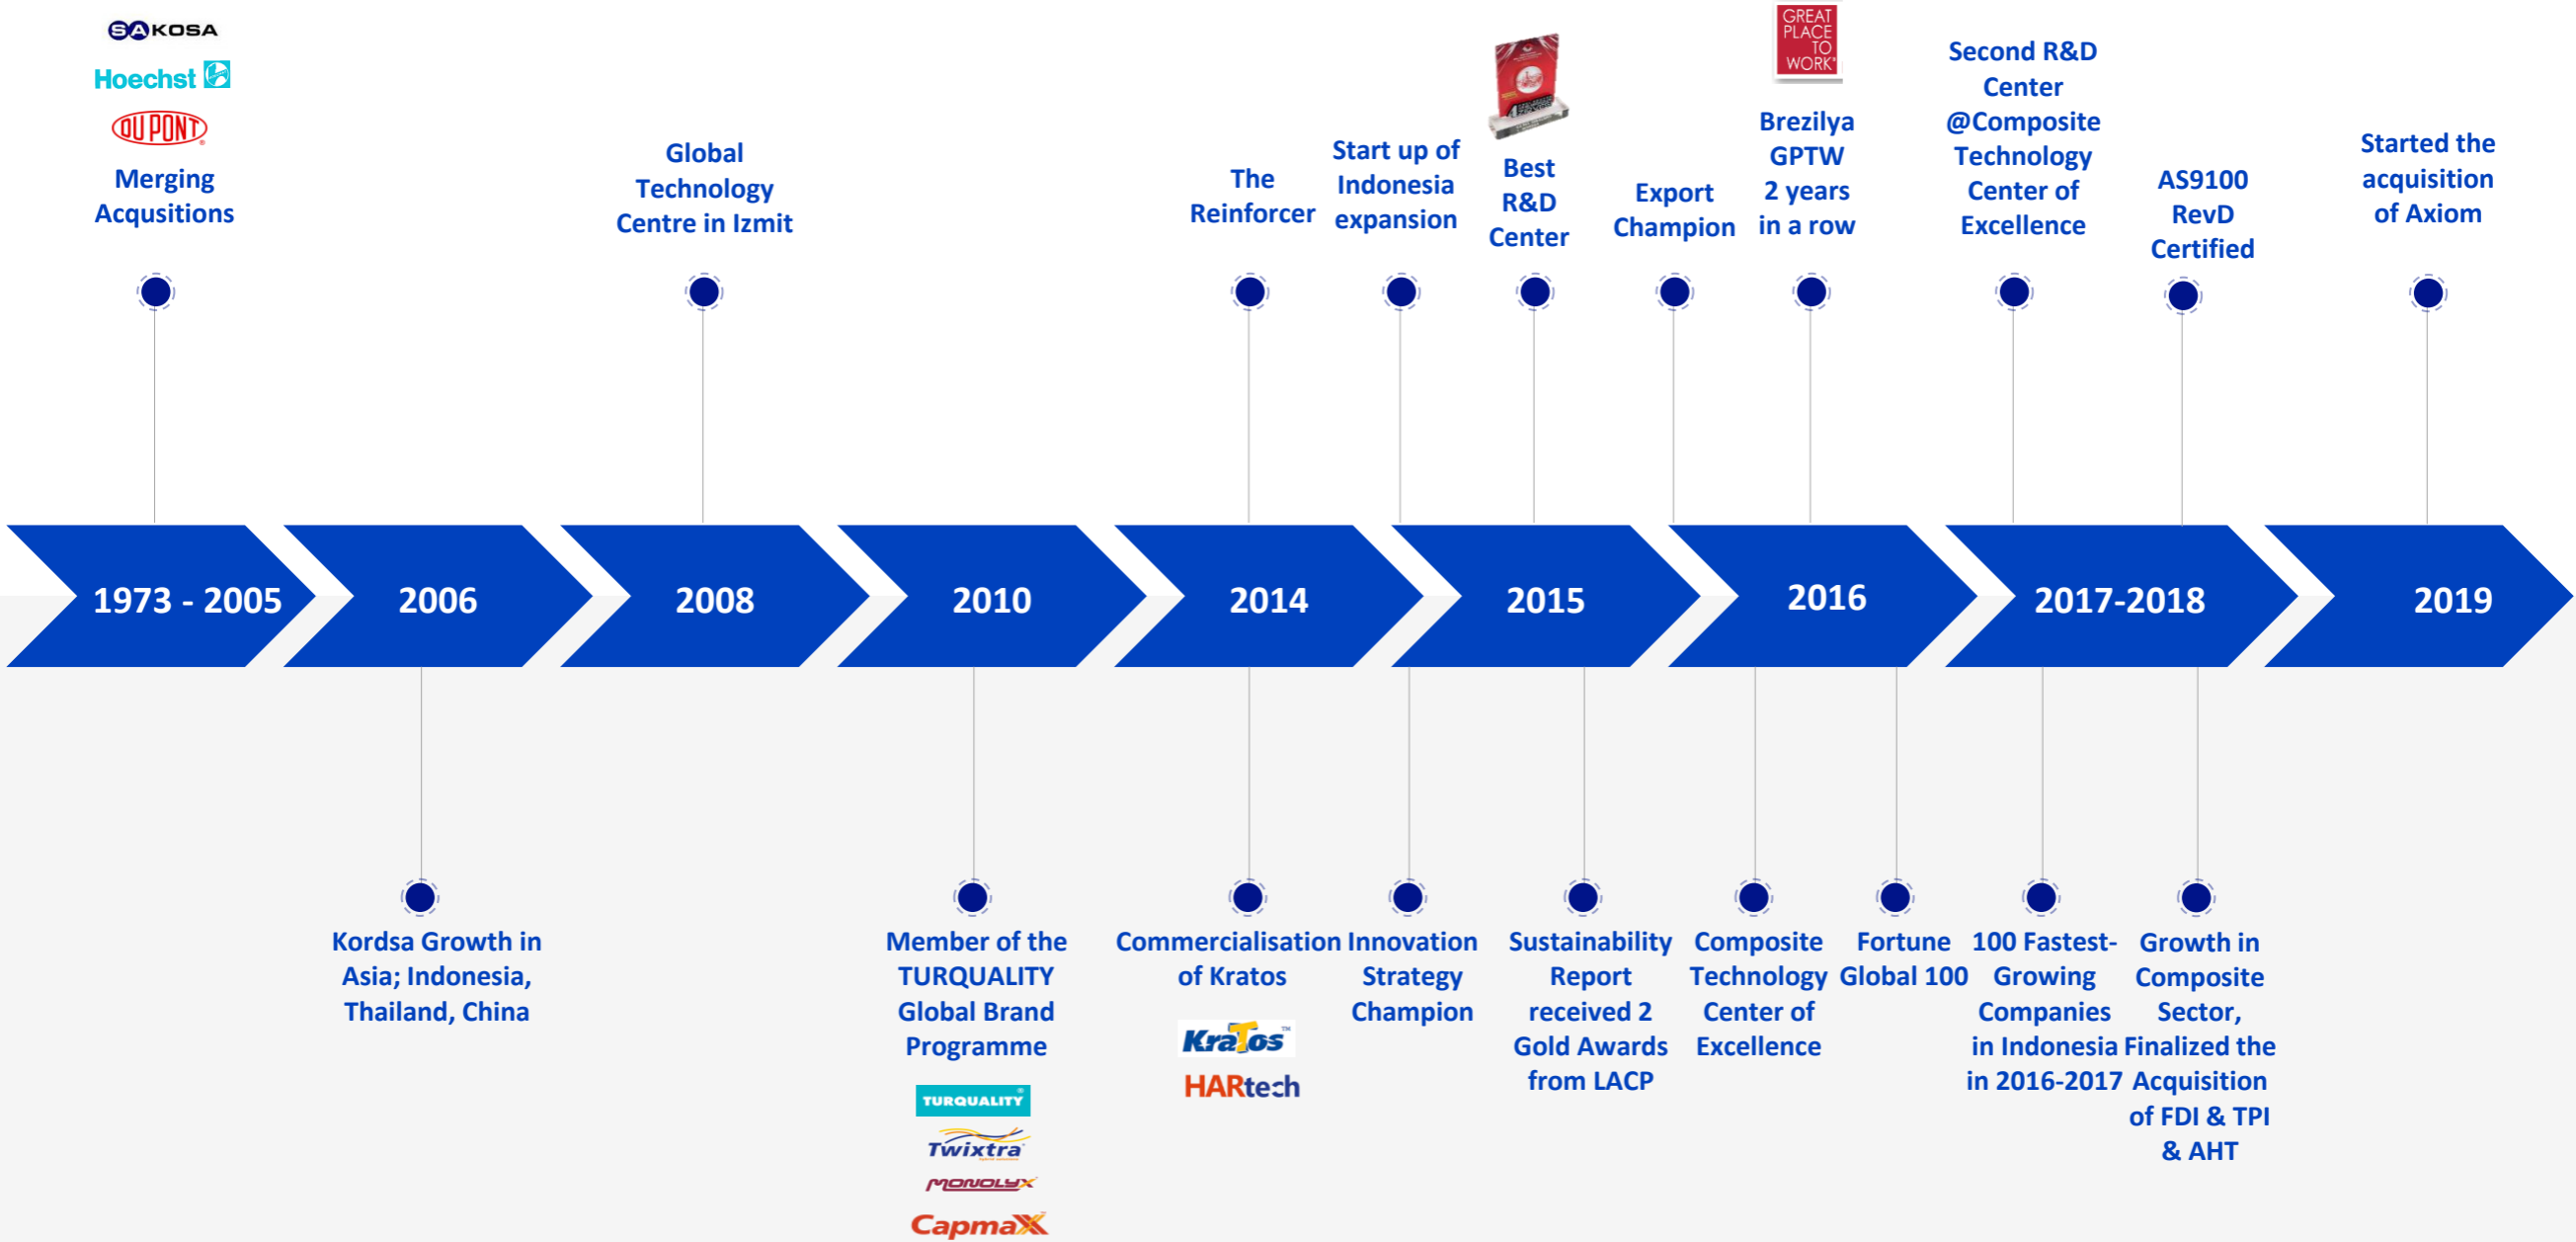 SAKOSA
Hoechst
DU PONT
Merging
Acqusitions
Global
Technology
Centre in Izmit
The
Reinforcer
Start up of
Indonesia
expansion
Best
R&D
Center
Export
Champion
GREAT
PLACE
TO
WORK
Brezilya
GPTW
2 years
in a row
Second R&D
Center
@Composite
Technology
Center of
Excellence
AS9100
RevD
Certified
Started the
acquisition
of Axiom
1973 - 2005
2006
2008
2010
2014
2015
2016
2017-2018
2019
Kordsa Growth in
Asia; Indonesia,
Thailand, China
Member of the
TURQUALITY
Global Brand
Programme
TURQUALITY
Twixtra
MONOLYX
CapmaXX
Commercialisation
of Kratos
KraTos™
HARtech
Innovation
Strategy
Champion
Sustainability
Report
received 2
Gold Awards
from LACP
Composite
Technology
Center of
Excellence
Fortune
Global 100
100 Fastest-
Growing
Companies
in Indonesia
in 2016-2017
Growth in
Composite
Sector,
Finalized the
Acquisition
of FDI & TPI
& AHT